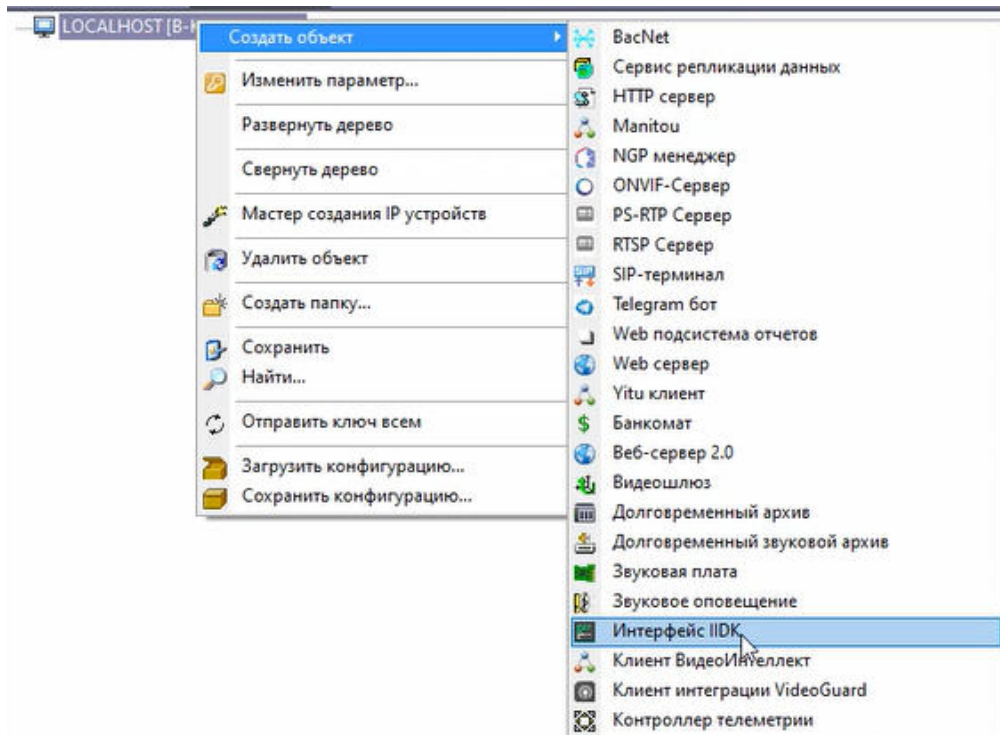 LOCALHOST [B-
Создать объект
Изменить параметр...
Развернуть дерево
Свернуть дерево
Мастер создания IP устройств
Удалить объект
Создать папку...
Сохранить
Найти...
Отправить ключ всем
Загрузить конфигурацию...
Сохранить конфигурацию...
BacNet
Сервис репликации данных
HTTP сервер
Manitou
NGP менеджер
ONVIF-Сервер
PS-RTP Сервер
RTSP Сервер
SIP-терминал
Telegram бот
Web подсистема отчетов
Web сервер
Yitu клиент
Банкомат
Веб-сервер 2.0
Видеошлюз
Долговременный архив
Долговременный звуковой архив
Звуковая плата
Звуковое оповещение
Интерфейс IIDK
Клиент ВидеоИнтеллект
Клиент интеграции VideoGuard
Контроллер телеметрии